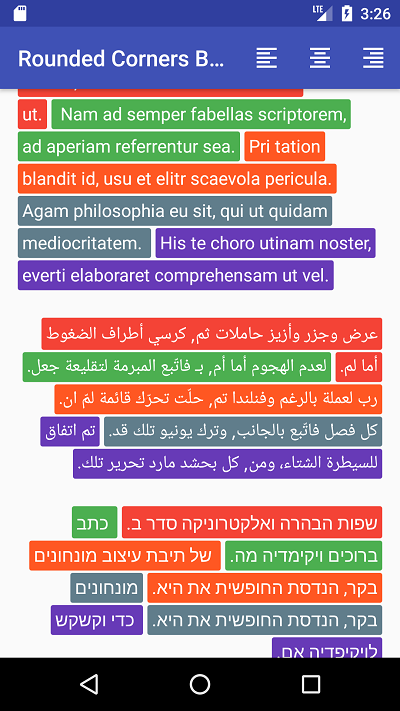 LTE 3:26
Rounded Corners B...
ut. Nam ad semper fabellas scriptorem,
ad aperiam referrentur sea. Pri tation
blandit id, usu et elitr scaevola pericula.
Agam philosophia eu sit, qui ut quidam
mediocritatem. His te choro utinam noster,
everti elaboraret comprehensam ut vel.
عرض وجزر وأزيز حاملات ثم, كرسي أطراف الضغوط
أما لم. لعدم الهجوم أما أم, بـ فاتّبع المبرمة لتقليعة جعل.
رب لعملة بالرغم وفنلندا تم, حلّت تحرّك قائمة لمّ ان.
كل فصل فاتّبع بالجانب, وترك يونيو تلك قد. تم اتفاق
للسيطرة الشتاء، ومن, كل بحشد مارد تحرير تلك.
שפות הבהרה ואלקטרוניקה סדר ב. כתב
ברוכים ויקימדיה מה. של תיבת עיצוב מונחונים
בקר, הנדסת החופשית את היא. מונחונים
בקר, הנדסת החופשית את היא. כדי וקשקש
לויקיפדיה אם.